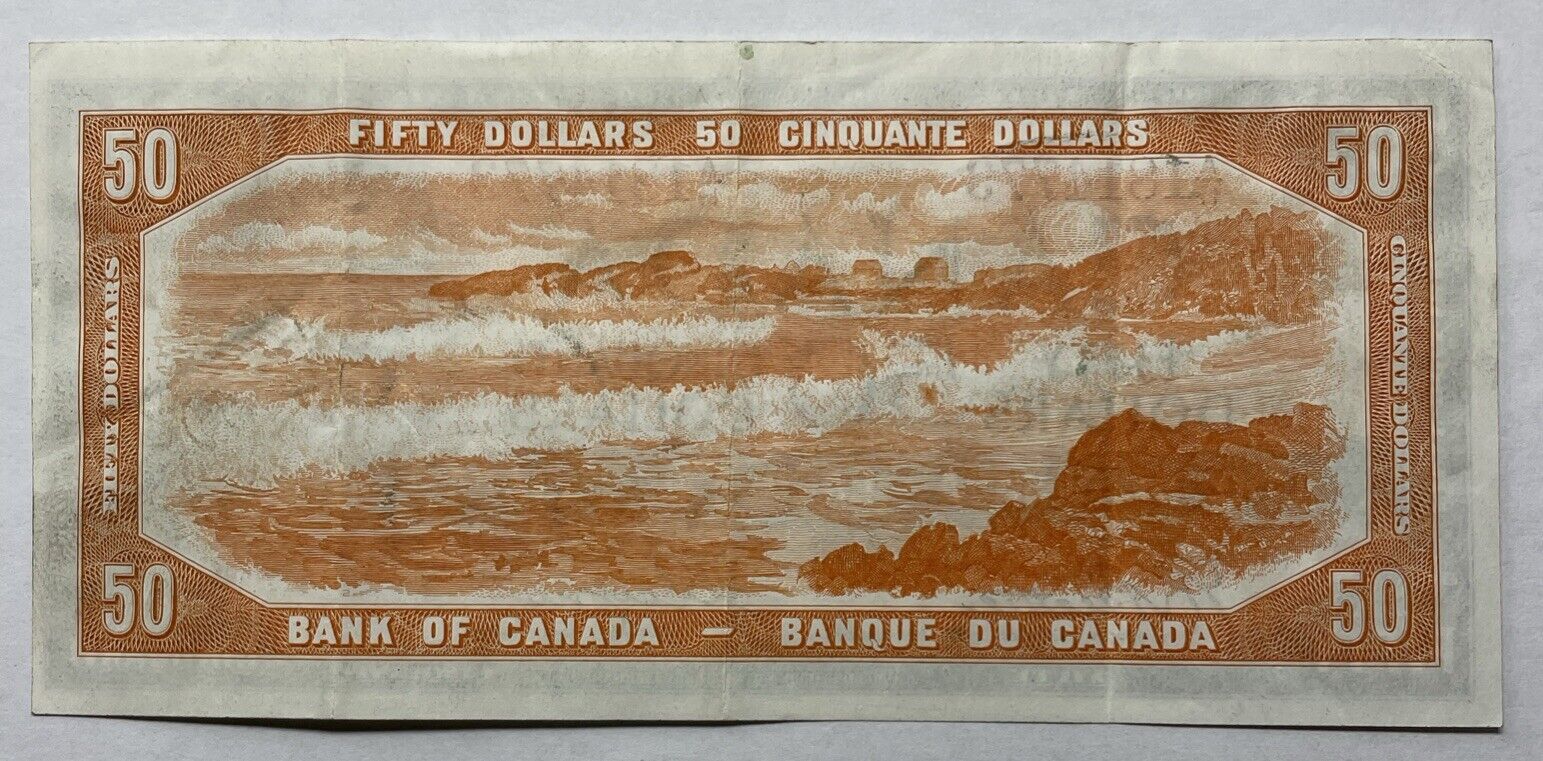 50 FIFTY DOLLARS 50 CINQUANTE DOLLARS 50
FIFTY DOLLARS
CINQUANTE DOLLARS
50 BANK OF CANADA – BANQUE DU CANADA 50